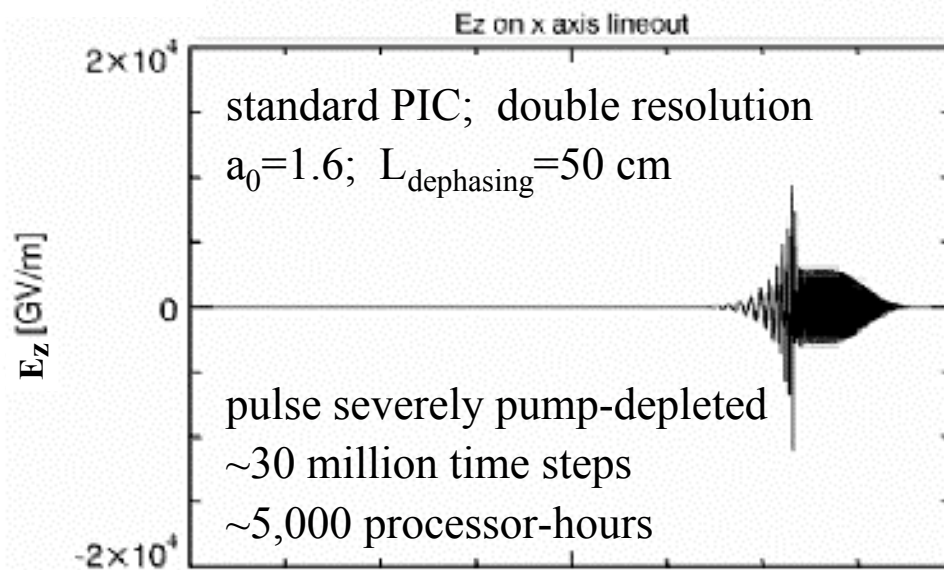 Ez on x axis lineout
2×10⁴
standard PIC; double resolution
a₀=1.6; L_dephasing=50 cm
E_z [GV/m]
0
pulse severely pump-depleted
~30 million time steps
~5,000 processor-hours
-2×10⁴